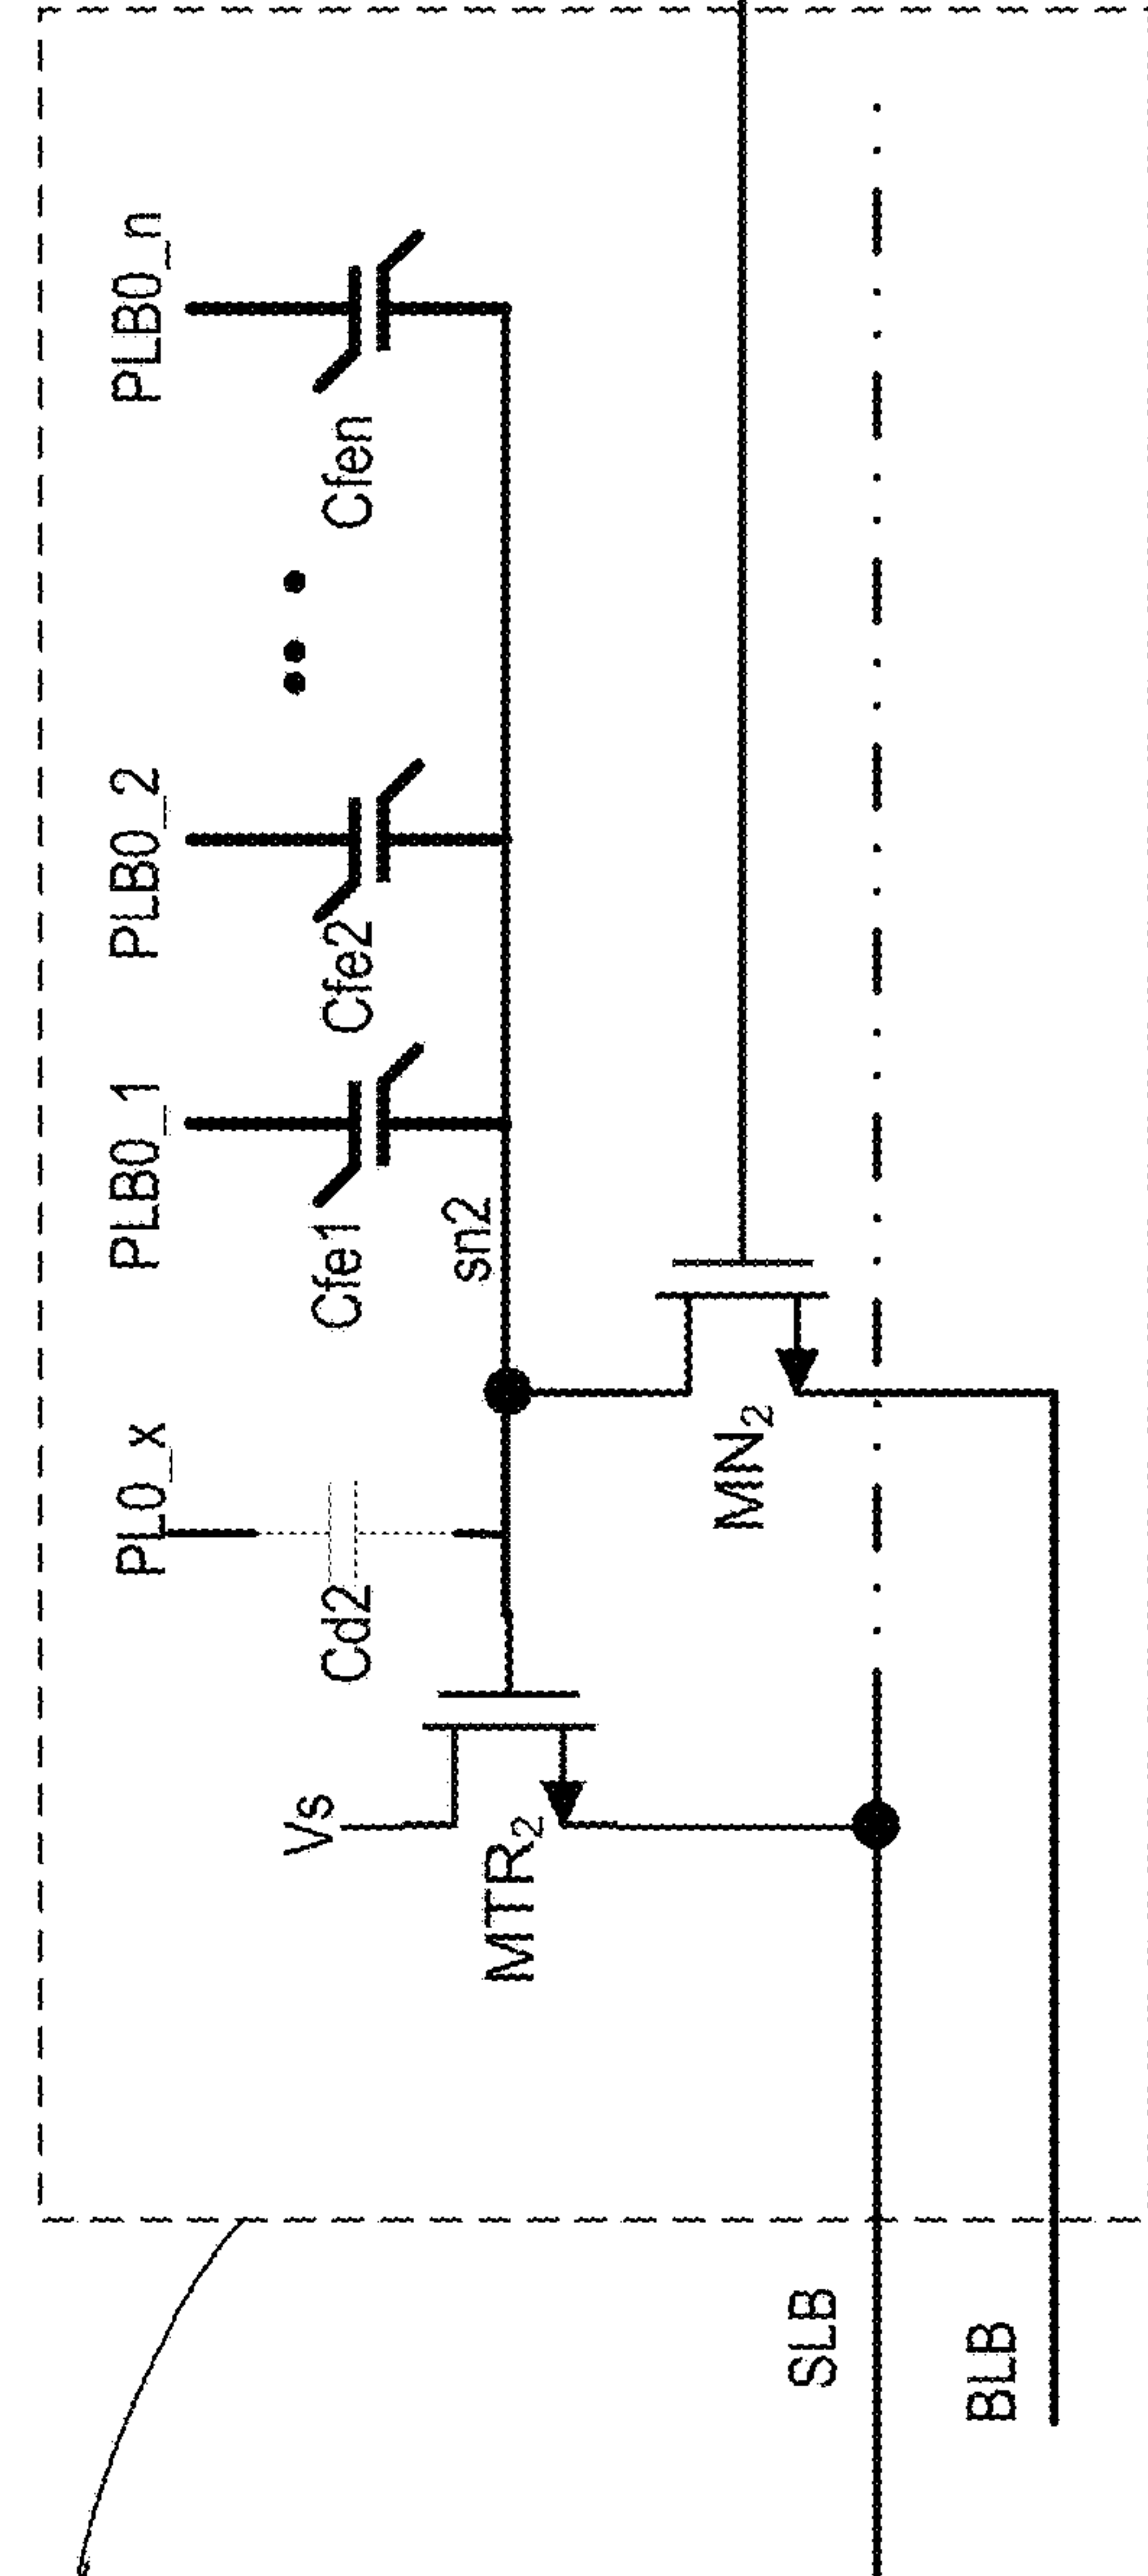 PL0_x
PLB0_1
PLB0_2
PLB0_n
Cd2
Cfe1
Cfe2
Cfen
Vs
sn2
MTR₂
MN₂
SLB
BLB